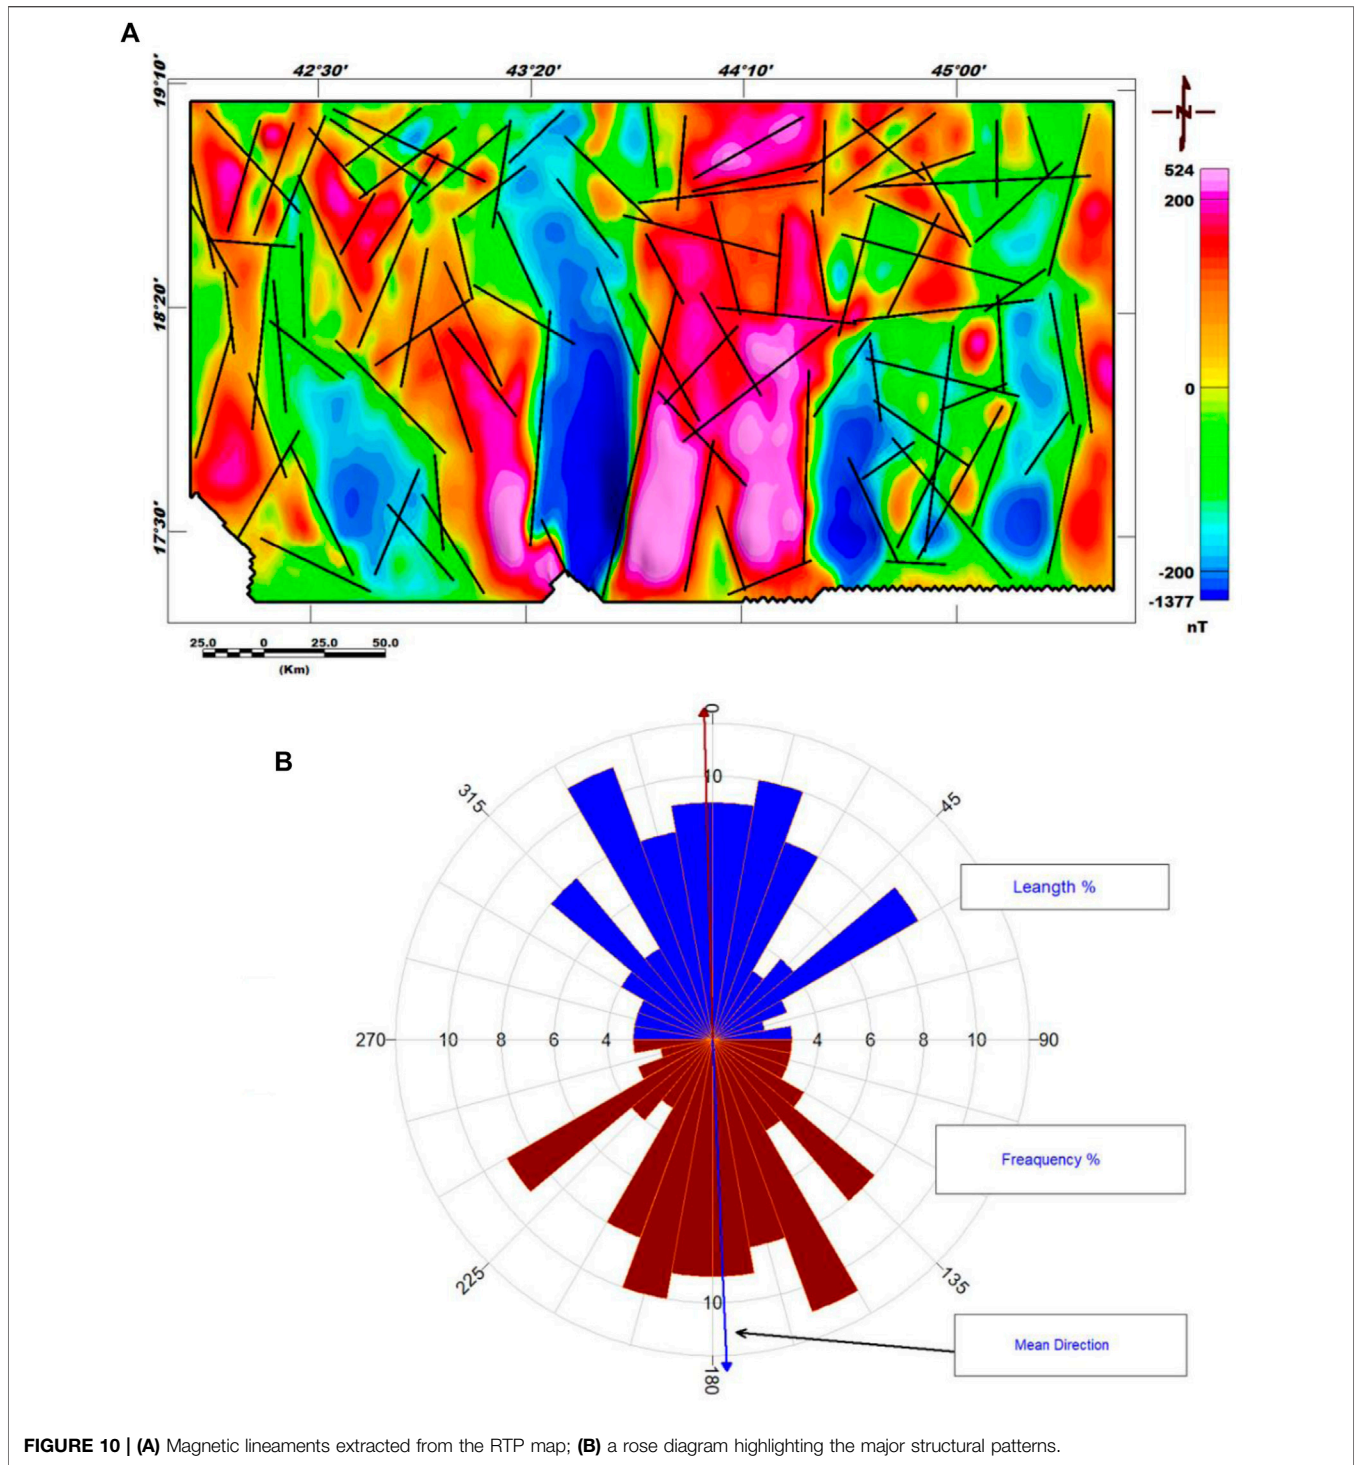 A
42°30' 43°20' 44°10' 45°00'
19°10'
18°20'
17°30'
N
524
200
0
-200
-1377
nT
25.0 0 25.0 50.0
(Km)
B
0
315 45
10
Leangth %
270 10 8 6 4 4 6 8 10 90
Freaquency %
10
225 135
180
Mean Direction
FIGURE 10 | (A) Magnetic lineaments extracted from the RTP map; (B) a rose diagram highlighting the major structural patterns.